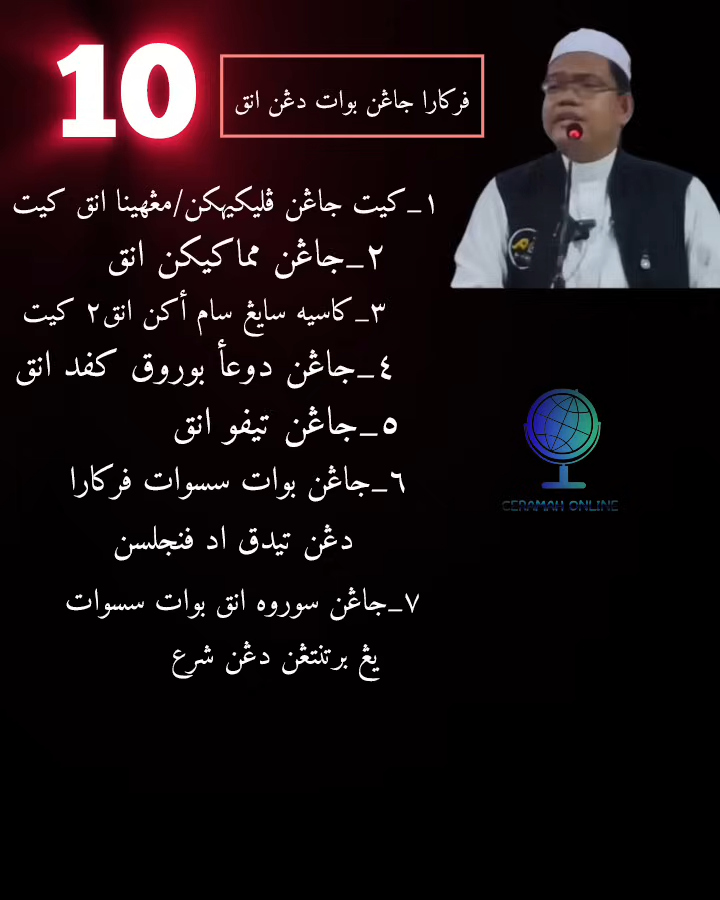 10
فركارا جاڠن بوات دڠن انق
١_كيت جاڠن ڤليكيهكن/مڠهينا انق كيت
٢_جاڠن مماكيكن انق
٣_كاسيه سايڠ سام أكن انق٢ كيت
٤_جاڠن دوعأ بوروق كفد انق
٥_جاڠن تيفو انق
٦_جاڠن بوات سسوات فركارا
دڠن تيدق اد فنجلسن
٧_جاڠن سوروه انق بوات سسوات
يڠ برتنتڠن دڠن شرع
CERAMAH ONLINE